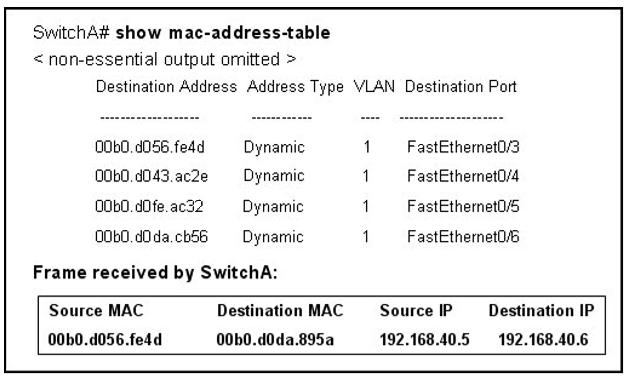 SwitchA# show mac-address-table
< non-essential output omitted >
Destination Address Address Type VLAN Destination Port
------------------- ------------ ---- --------------------
00b0.d056.fe4d Dynamic 1 FastEthernet0/3
00b0.d043.ac2e Dynamic 1 FastEthernet0/4
00b0.d0fe.ac32 Dynamic 1 FastEthernet0/5
00b0.d0da.cb56 Dynamic 1 FastEthernet0/6
Frame received by SwitchA:
Source MAC Destination MAC Source IP Destination IP
00b0.d056.fe4d 00b0.d0da.895a 192.168.40.5 192.168.40.6